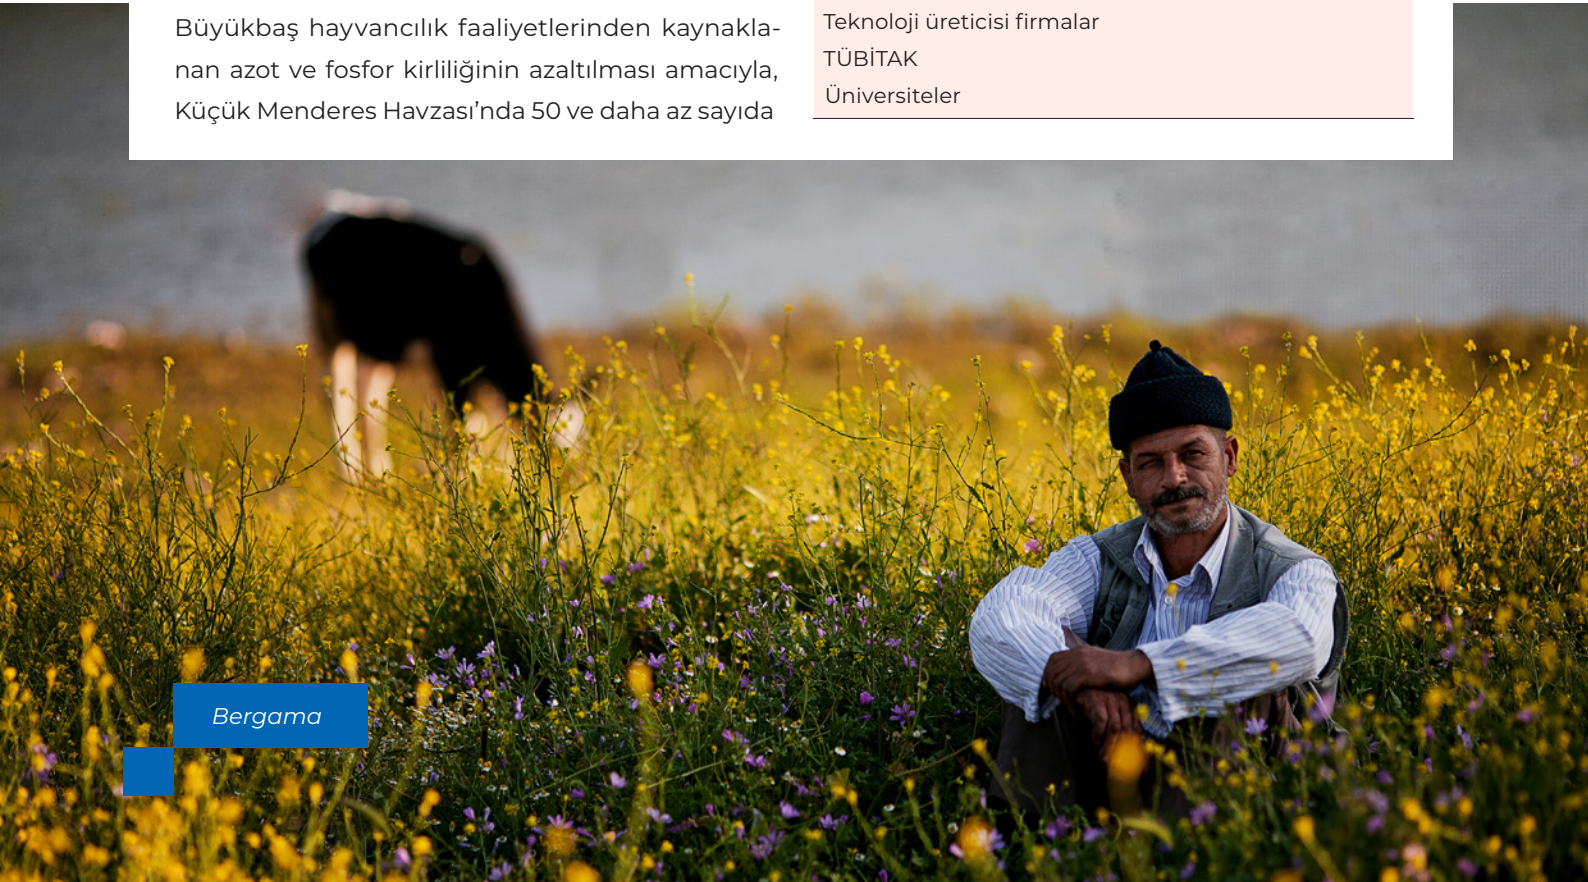 Büyükbaş hayvancılık faaliyetlerinden kaynakla-
nan azot ve fosfor kirliliğinin azaltılması amacıyla,
Küçük Menderes Havzası’nda 50 ve daha az sayıda
Teknoloji üreticisi firmalar
TÜBİTAK
Üniversiteler
Bergama